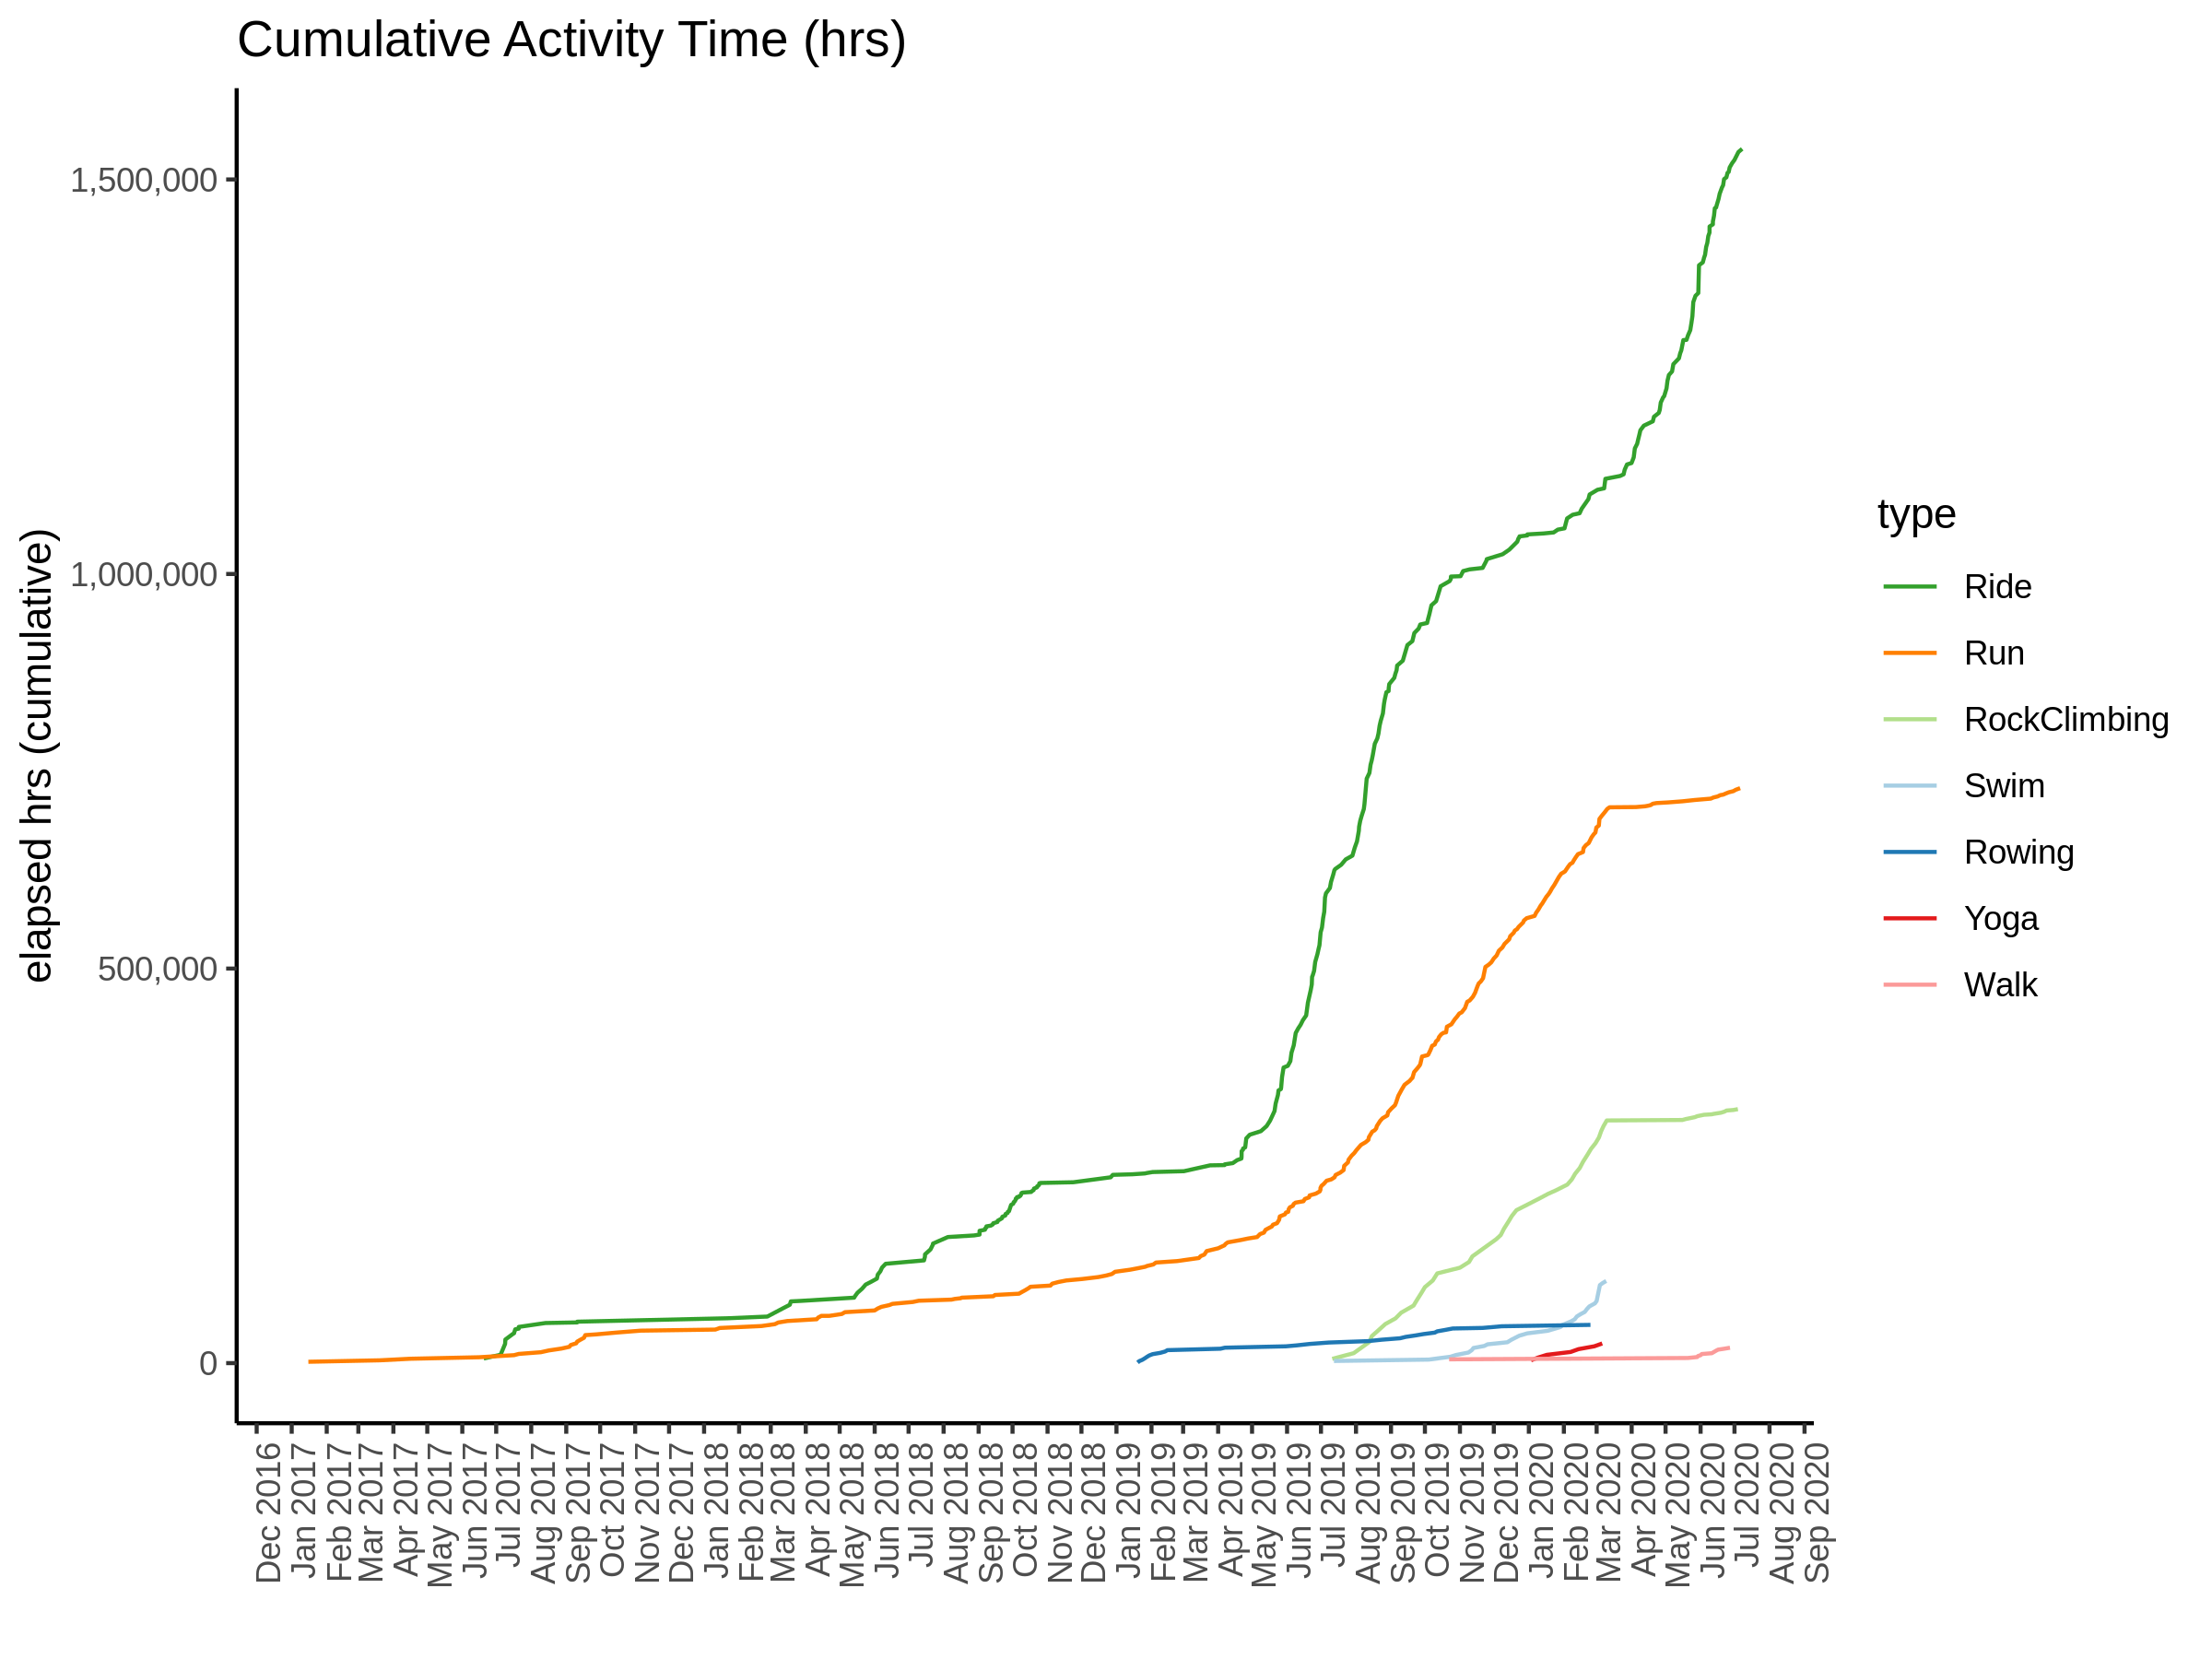 Cumulative Activity Time (hrs)
elapsed hrs (cumulative)
1,500,000
1,000,000
500,000
0
Dec 2016
Jan 2017
Feb 2017
Mar 2017
Apr 2017
May 2017
Jun 2017
Jul 2017
Aug 2017
Sep 2017
Oct 2017
Nov 2017
Dec 2017
Jan 2018
Feb 2018
Mar 2018
Apr 2018
May 2018
Jun 2018
Jul 2018
Aug 2018
Sep 2018
Oct 2018
Nov 2018
Dec 2018
Jan 2019
Feb 2019
Mar 2019
Apr 2019
May 2019
Jun 2019
Jul 2019
Aug 2019
Sep 2019
Oct 2019
Nov 2019
Dec 2019
Jan 2020
Feb 2020
Mar 2020
Apr 2020
May 2020
Jun 2020
Jul 2020
Aug 2020
Sep 2020
type
Ride
Run
RockClimbing
Swim
Rowing
Yoga
Walk